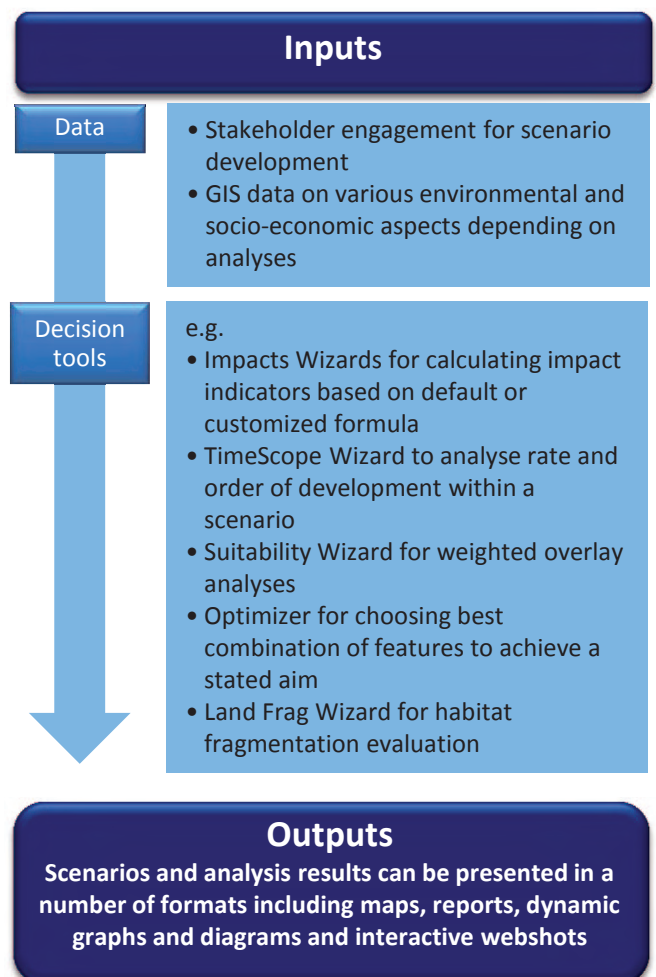 Inputs
Data
• Stakeholder engagement for scenario
development
• GIS data on various environmental and
socio-economic aspects depending on
analyses
Decision
tools
e.g.
• Impacts Wizards for calculating impact
indicators based on default or
customized formula
• TimeScope Wizard to analyse rate and
order of development within a
scenario
• Suitability Wizard for weighted overlay
analyses
• Optimizer for choosing best
combination of features to achieve a
stated aim
• Land Frag Wizard for habitat
fragmentation evaluation
Outputs
Scenarios and analysis results can be presented in a
number of formats including maps, reports, dynamic
graphs and diagrams and interactive webshots